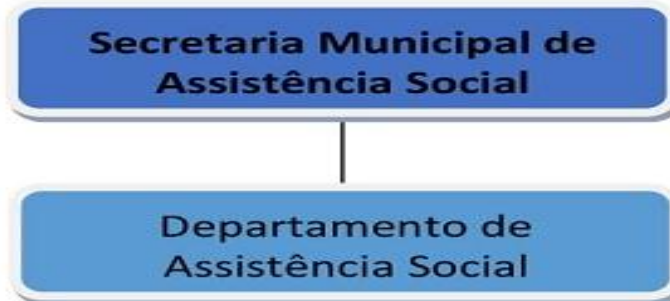 Secretaria Municipal de
Assistência Social
Departamento de
Assistência Social